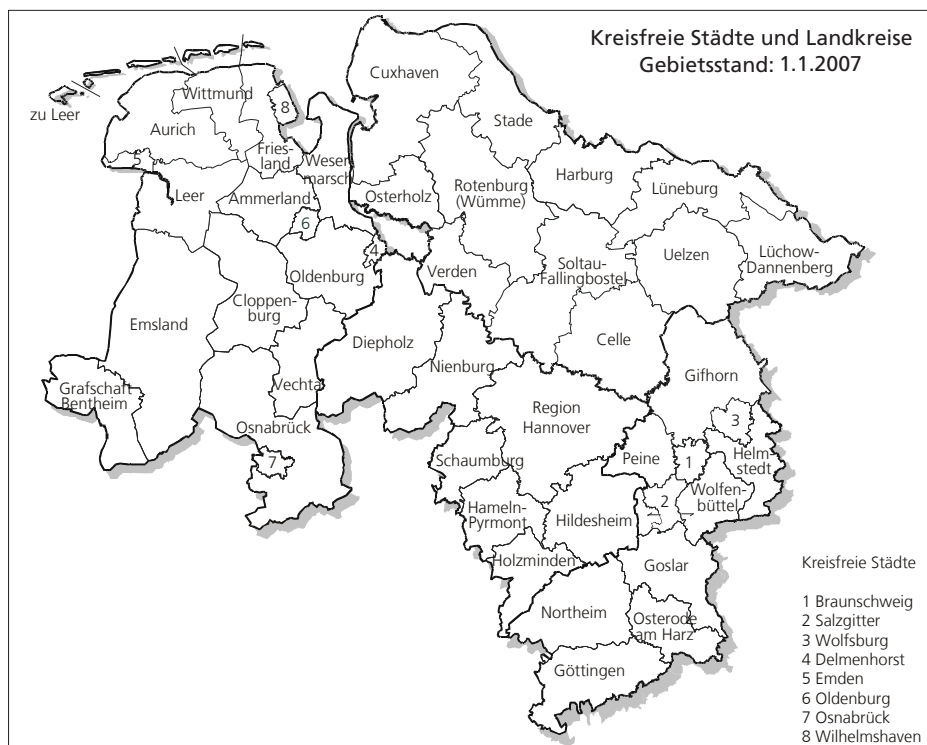 Kreisfreie Städte und Landkreise
Gebietsstand: 1.1.2007
Cuxhaven
Wittmund
8
zu Leer
Stade
Aurich
Fries-
land
Weser
marsch
5
Harburg
Lüneburg
Rotenburg
(Wümme)
Leer
Ammerland
Osterholz
6
4
Uelzen
Lüchow-
Dannenberg
Oldenburg
Verden
Soltau-
Fallingbostel
Cloppen-
burg
Emsland
Diepholz
Celle
Nienburg
Gifhorn
Vechta
Grafschaft
Bentheim
Region
Hannover
3
Osnabrück
7
Schaumburg
Peine
1
Helm-
stedt
Wolfen-
büttel
2
Hameln-
Pyrmont
Hildesheim
Holzminden
Goslar
Northeim
Osterode
am Harz
Göttingen
Kreisfreie Städte
1 Braunschweig
2 Salzgitter
3 Wolfsburg
4 Delmenhorst
5 Emden
6 Oldenburg
7 Osnabrück
8 Wilhelmshaven